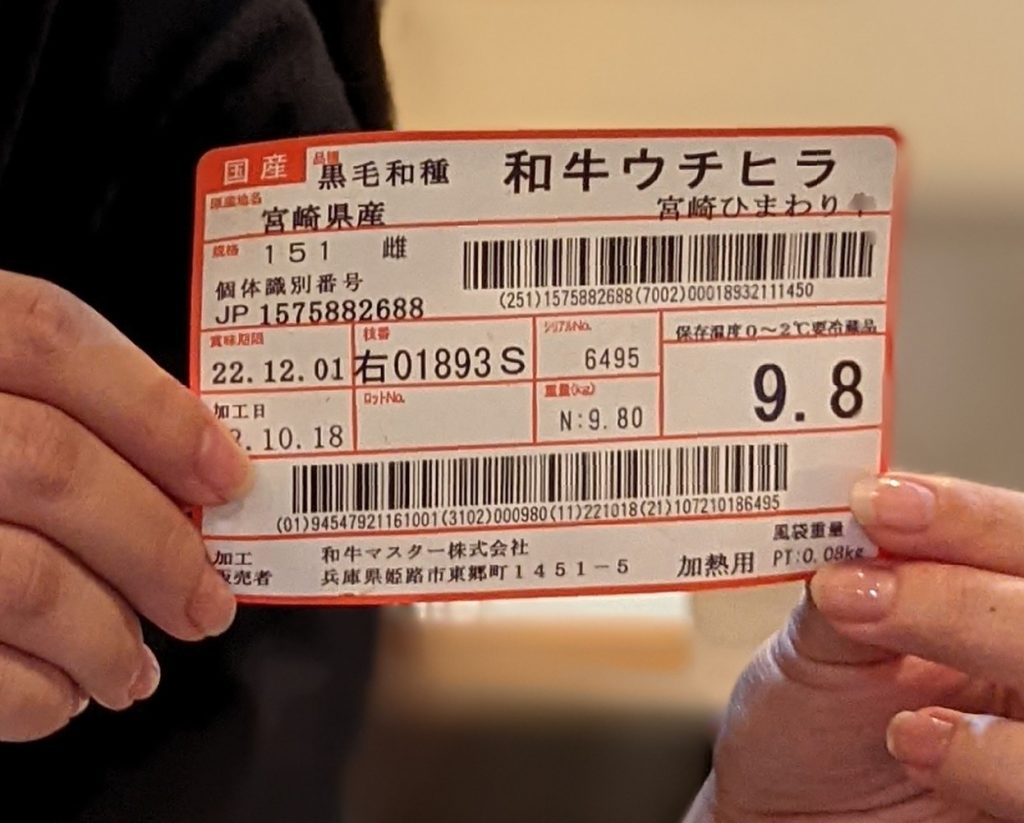 国産 品種 黒毛和種 和牛ウチヒラ
原産地名 宮崎県産 宮崎ひまわり
規格 151 雌
個体識別番号
JP 1575882688
(251)1575882688(7002)00018932111450
賞味期限 枝番 シリアルNo. 保存温度0〜2℃要冷蔵品
22.12.01 右01893S 6495 9.8
加工日 ロットNo. 重量(kg)
.10.18 N:9.80
(01)94547921161001(3102)000980(11)221018(21)107210186495
加工 和牛マスター株式会社 風袋重量
販売者 兵庫県姫路市東郷町1451-5 加熱用 PT:0.08kg